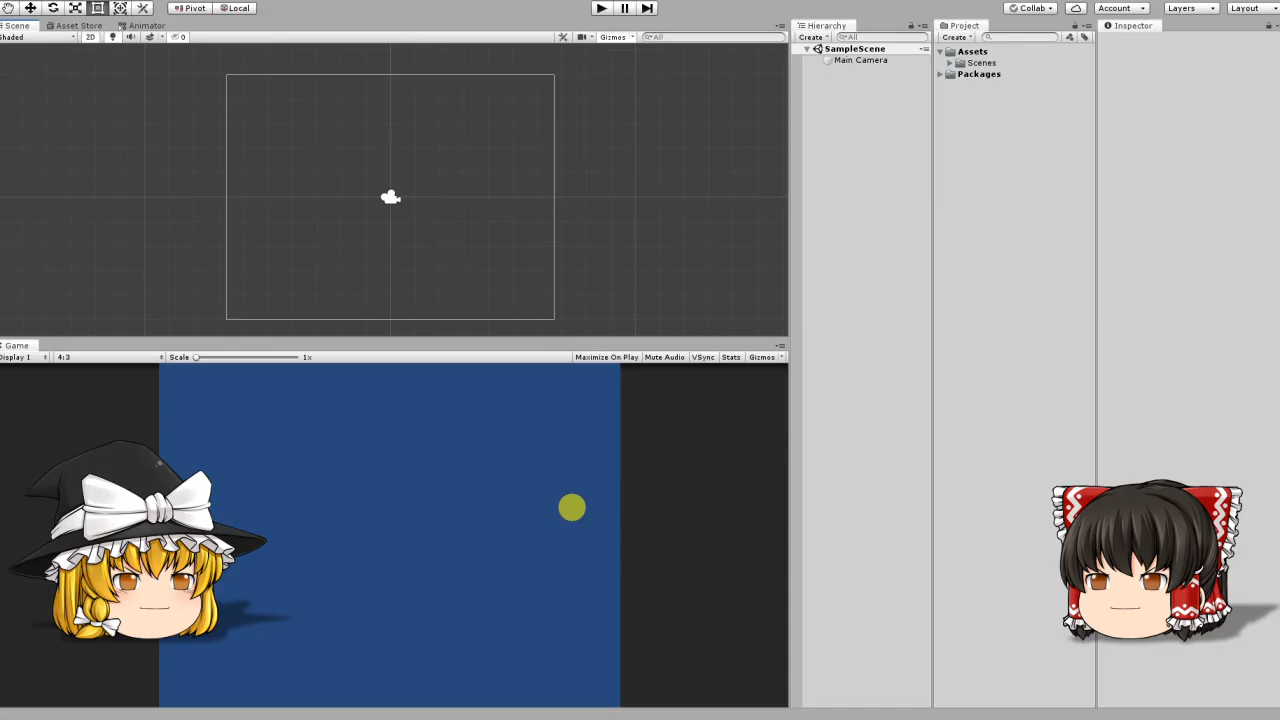 Pivot Local Collab Account Layers Layout
Scene Asset Store Animator Hierarchy Project Inspector
Shaded 2D 0 Gizmos All Create All Create
SampleScene
Main Camera
Assets
Scenes
Packages
Game
Display 1 4:3 Scale 1x Maximize On Play Mute Audio VSync Stats Gizmos